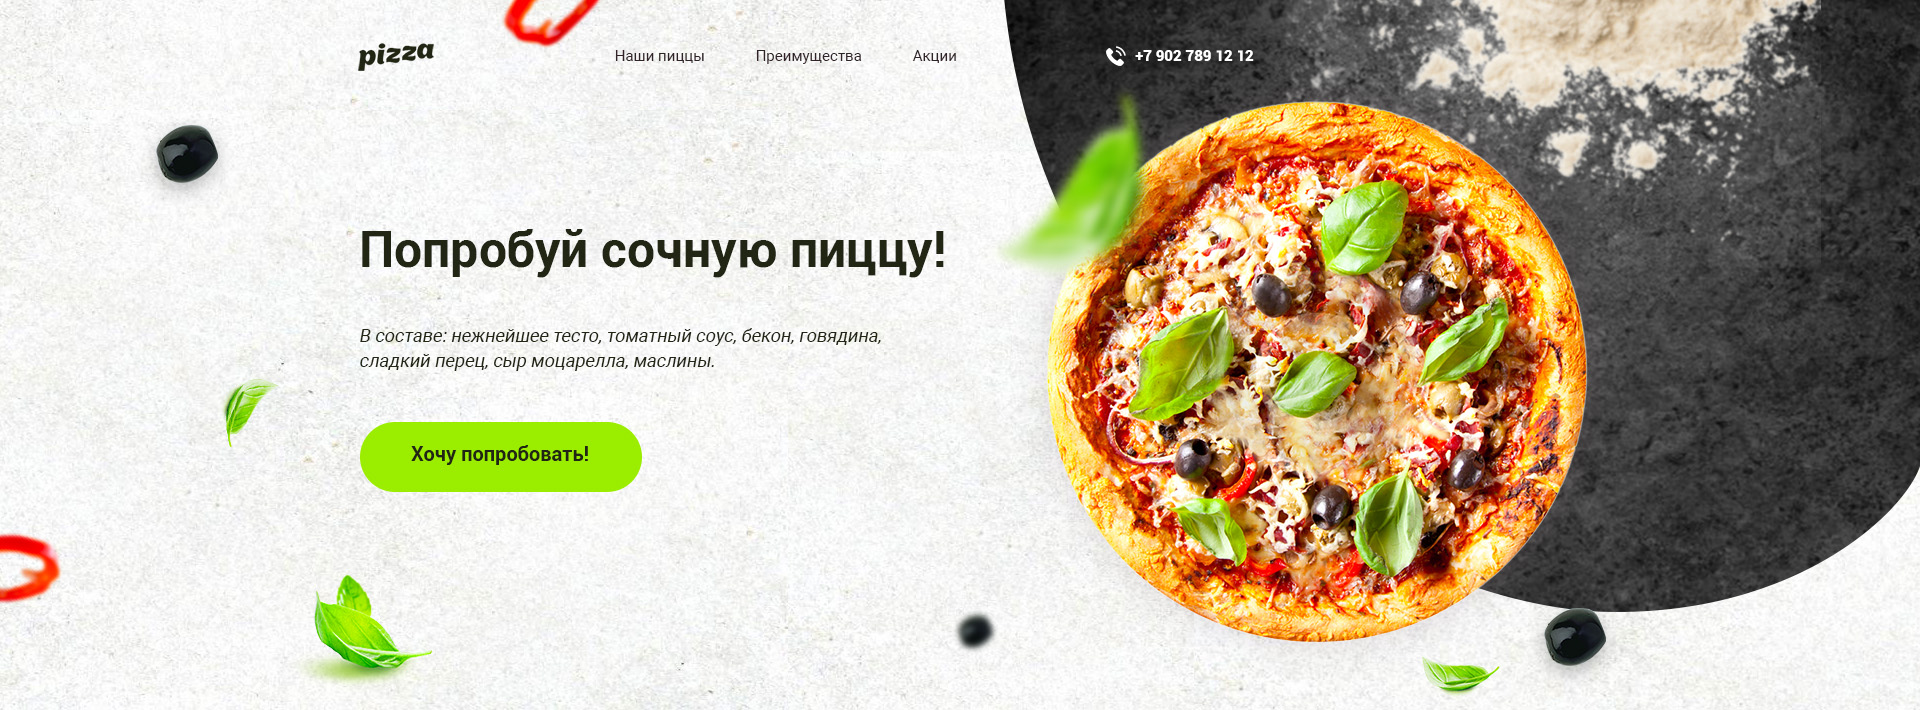 pizza
Наши пиццы
Преимущества
Акции
+7 902 789 12 12
Попробуй сочную пиццу!
В составе: нежнейшее тесто, томатный соус, бекон, говядина,
сладкий перец, сыр моцарелла, маслины.
Хочу попробовать!